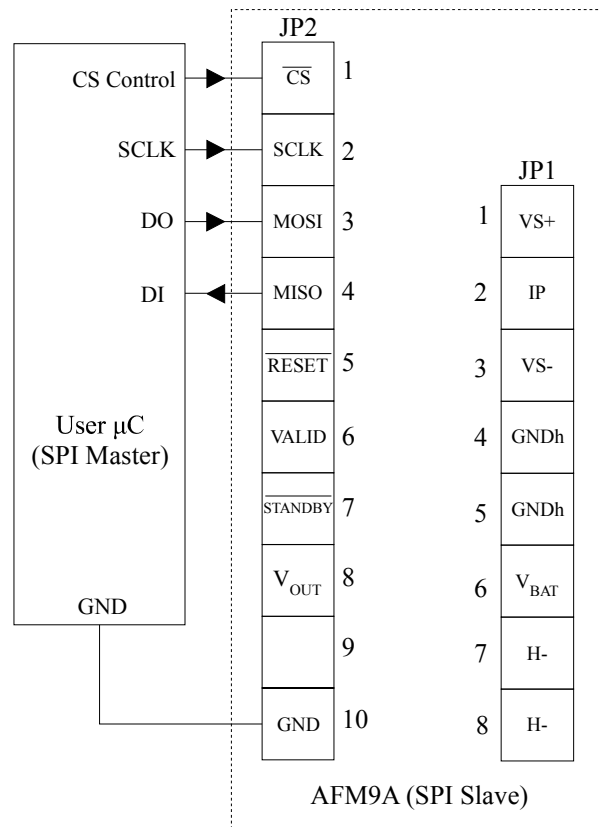 JP2
CS Control
CS
1
SCLK
SCLK
2
DO
MOSI
3
DI
MISO
4
RESET
5
User μC
(SPI Master)
VALID
6
STANDBY
7
VOUT
8
GND
9
GND
10
JP1
1
VS+
2
IP
3
VS-
4
GNDh
5
GNDh
6
VBAT
7
H-
8
H-
AFM9A (SPI Slave)